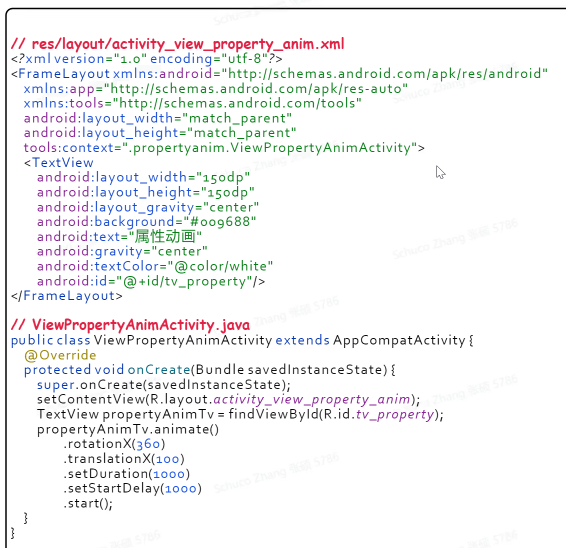 // res/layout/activity_view_property_anim.xml
<?xml version="1.0" encoding="utf-8"?>
<FrameLayout xmlns:android="http://schemas.android.com/apk/res/android"
xmlns:app="http://schemas.android.com/apk/res-auto"
xmlns:tools="http://schemas.android.com/tools"
android:layout_width="match_parent"
android:layout_height="match_parent"
tools:context=".propertyanim.ViewPropertyAnimActivity">
<TextView
android:layout_width="150dp"
android:layout_height="150dp"
android:layout_gravity="center"
android:background="#009688"
android:text="属性动画"
android:gravity="center"
android:textColor="@color/white"
android:id="@+id/tv_property"/>
</FrameLayout>
// ViewPropertyAnimActivity.java
public class ViewPropertyAnimActivity extends AppCompatActivity {
@Override
protected void onCreate(Bundle savedInstanceState) {
super.onCreate(savedInstanceState);
setContentView(R.layout.activity_view_property_anim);
TextView propertyAnimTv = findViewById(R.id.tv_property);
propertyAnimTv.animate()
.rotationX(360)
.translationX(100)
.setDuration(1000)
.setStartDelay(1000)
.start();
}
}